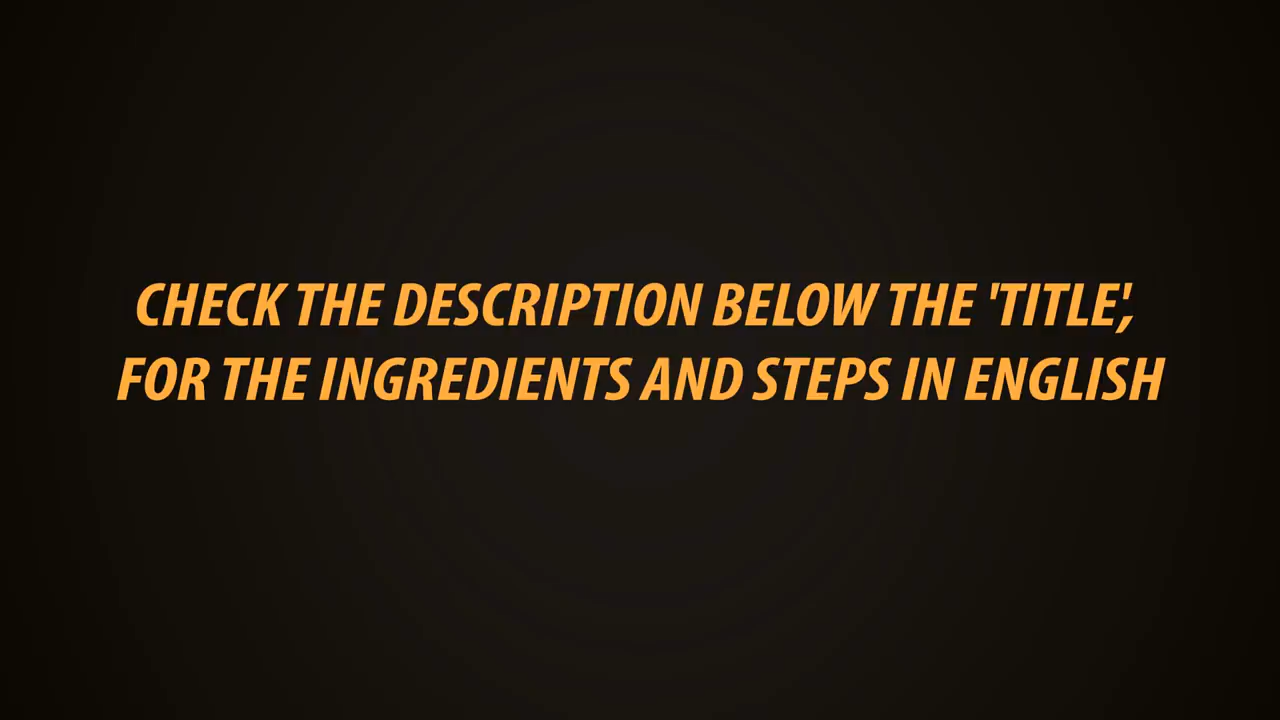 CHECK THE DESCRIPTION BELOW THE 'TITLE',
FOR THE INGREDIENTS AND STEPS IN ENGLISH